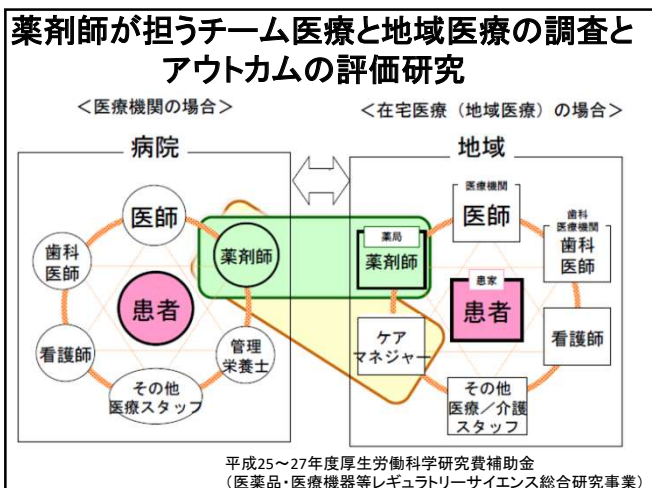 薬剤師が担うチーム医療と地域医療の調査と
アウトカムの評価研究
＜医療機関の場合＞
病院
医師
歯科
医師
薬剤師
患者
看護師
管理
栄養士
その他
医療スタッフ
＜在宅医療（地域医療）の場合＞
地域
医療機関
医師
薬局
薬剤師
歯科
医療機関
歯科
医師
患家
患者
ケア
マネジャー
看護師
その他
医療／介護
スタッフ
平成25～27年度厚生労働科学研究費補助金
（医薬品・医療機器等レギュラトリーサイエンス総合研究事業）